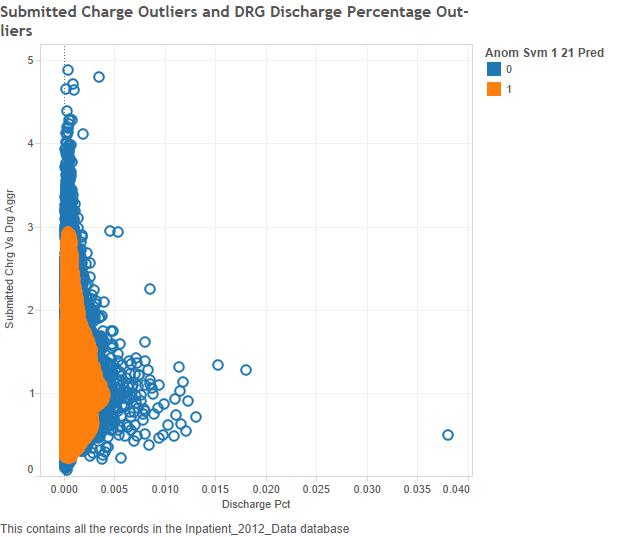 Submitted Charge Outliers and DRG Discharge Percentage Out-
liers
Anom Svm 1 21 Pred
0
1
Submitted Chrg Vs Drg Aggr
5
4
3
2
1
0
0.000 0.005 0.010 0.015 0.020 0.025 0.030 0.035 0.040
Discharge Pct
This contains all the records in the Inpatient_2012_Data database